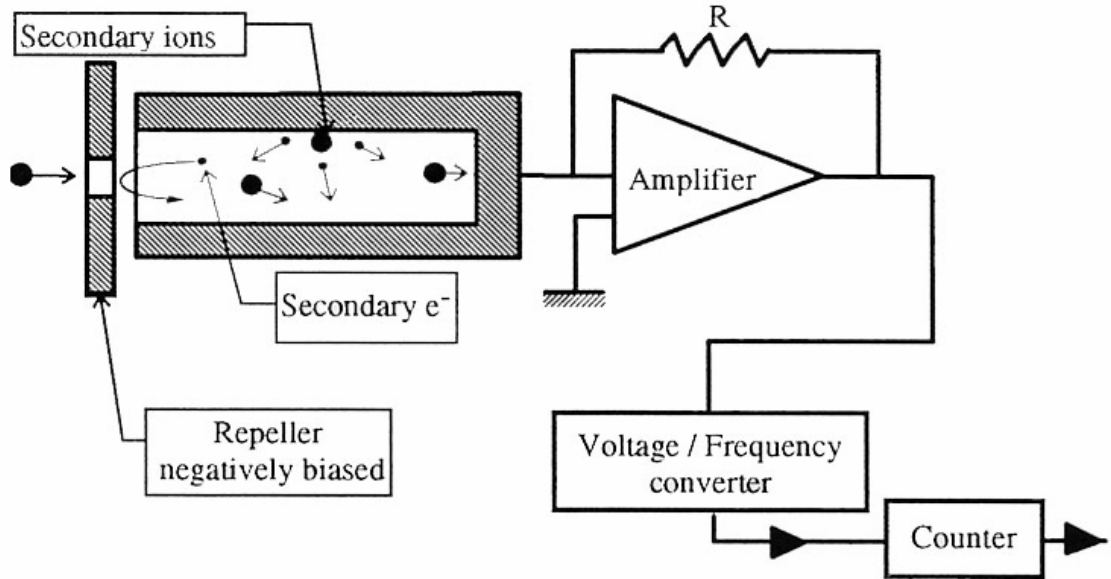 Secondary ions
R
Amplifier
Secondary e⁻
Repeller
negatively biased
Voltage / Frequency
converter
Counter